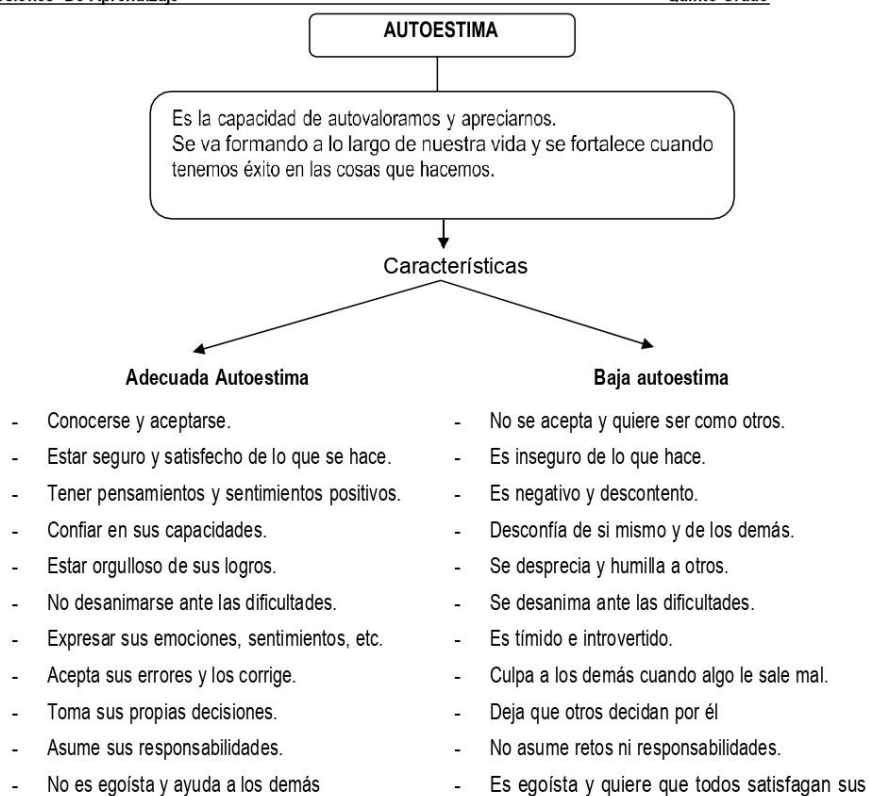 AUTOESTIMA
Es la capacidad de autovaloramos y apreciarnos.
Se va formando a lo largo de nuestra vida y se fortalece cuando
tenemos éxito en las cosas que hacemos.
Características
Adecuada Autoestima
- Conocerse y aceptarse.
- Estar seguro y satisfecho de lo que se hace.
- Tener pensamientos y sentimientos positivos.
- Confiar en sus capacidades.
- Estar orgulloso de sus logros.
- No desanimarse ante las dificultades.
- Expresar sus emociones, sentimientos, etc.
- Acepta sus errores y los corrige.
- Toma sus propias decisiones.
- Asume sus responsabilidades.
- No es egoísta y ayuda a los demás
Baja autoestima
- No se acepta y quiere ser como otros.
- Es inseguro de lo que hace.
- Es negativo y descontento.
- Desconfía de si mismo y de los demás.
- Se desprecia y humilla a otros.
- Se desanima ante las dificultades.
- Es tímido e introvertido.
- Culpa a los demás cuando algo le sale mal.
- Deja que otros decidan por él
- No asume retos ni responsabilidades.
- Es egoísta y quiere que todos satisfagan sus